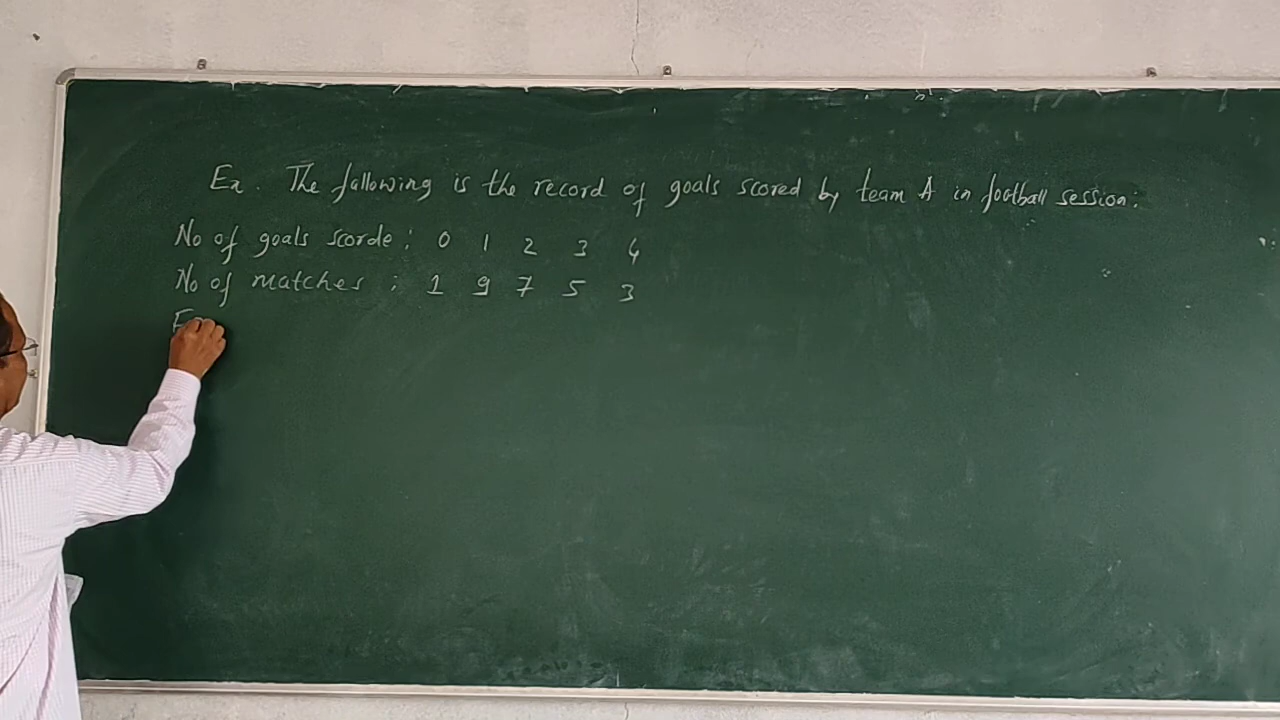 Ex. The fallowing is the record of goals scored by team A in football session:
No of goals scorde : 0 1 2 3 4
No of matches : 1 9 7 5 3